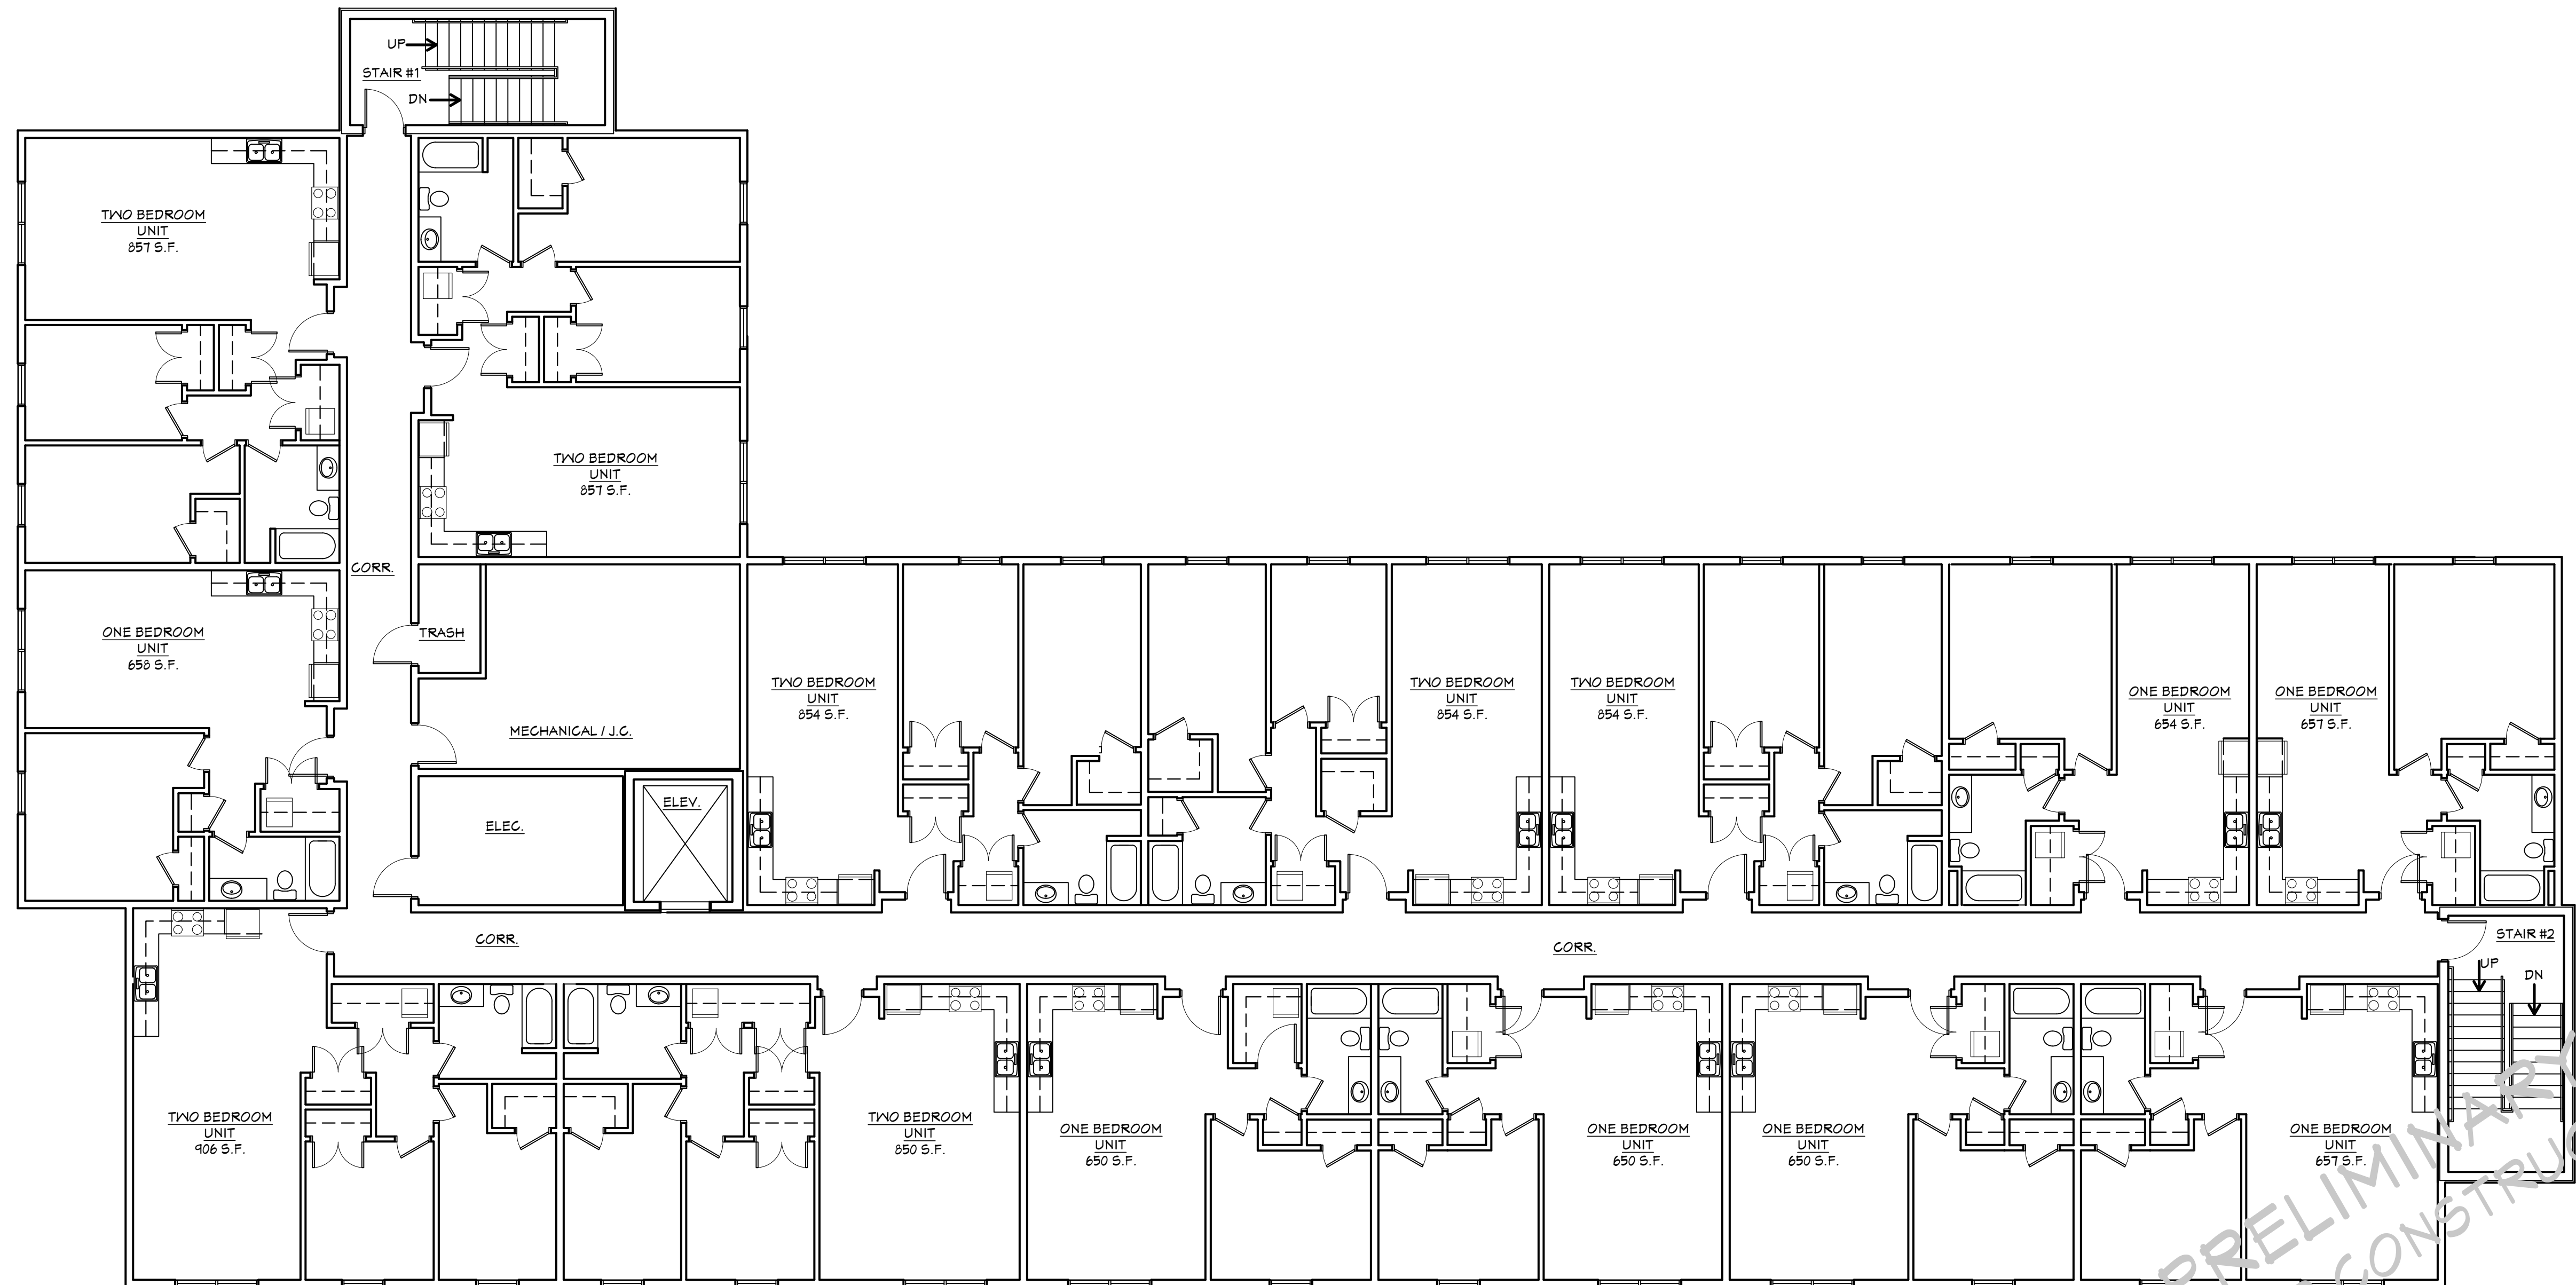 UP
STAIR #1
DN
TWO BEDROOM
UNIT
857 S.F.
TWO BEDROOM
UNIT
857 S.F.
CORR.
ONE BEDROOM
UNIT
658 S.F.
TRASH
MECHANICAL / J.C.
ELEC.
ELEV.
TWO BEDROOM
UNIT
854 S.F.
TWO BEDROOM
UNIT
854 S.F.
TWO BEDROOM
UNIT
854 S.F.
ONE BEDROOM
UNIT
654 S.F.
ONE BEDROOM
UNIT
657 S.F.
CORR.
CORR.
STAIR #2
UP
DN
TWO BEDROOM
UNIT
906 S.F.
TWO BEDROOM
UNIT
850 S.F.
ONE BEDROOM
UNIT
650 S.F.
ONE BEDROOM
UNIT
650 S.F.
ONE BEDROOM
UNIT
650 S.F.
ONE BEDROOM
UNIT
657 S.F.
PRELIMINARY